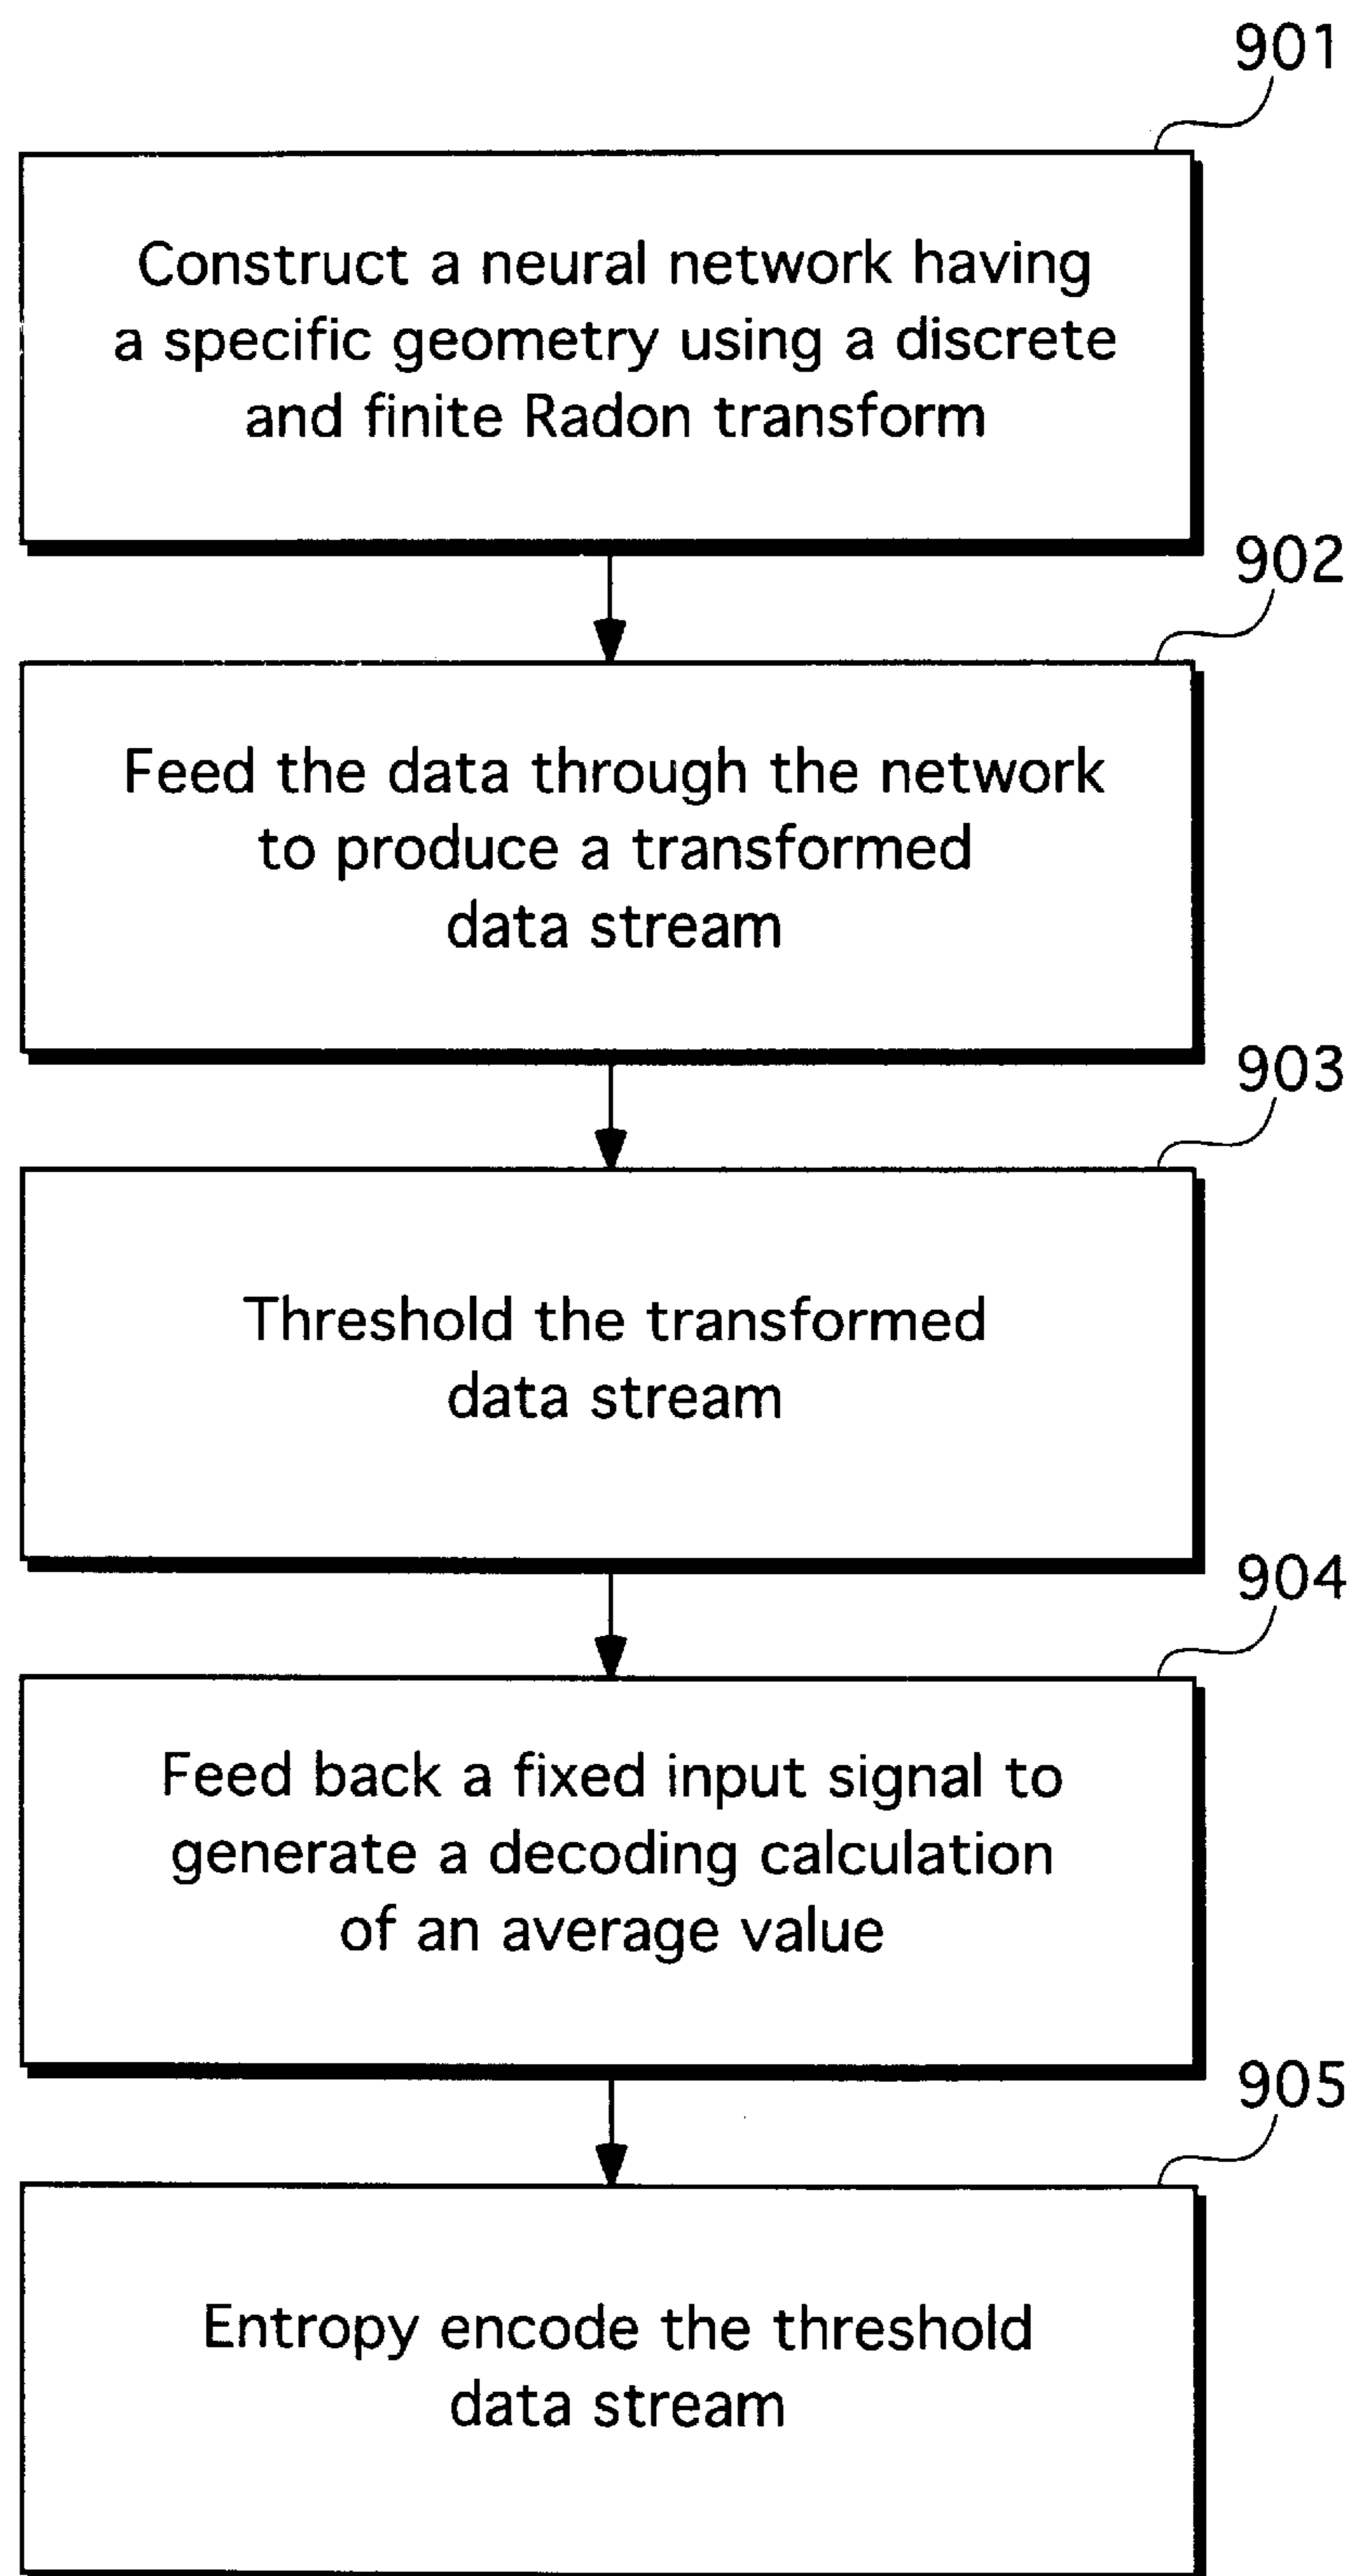 901
Construct a neural network having
a specific geometry using a discrete
and finite Radon transform
902
Feed the data through the network
to produce a transformed
data stream
903
Threshold the transformed
data stream
904
Feed back a fixed input signal to
generate a decoding calculation
of an average value
905
Entropy encode the threshold
data stream